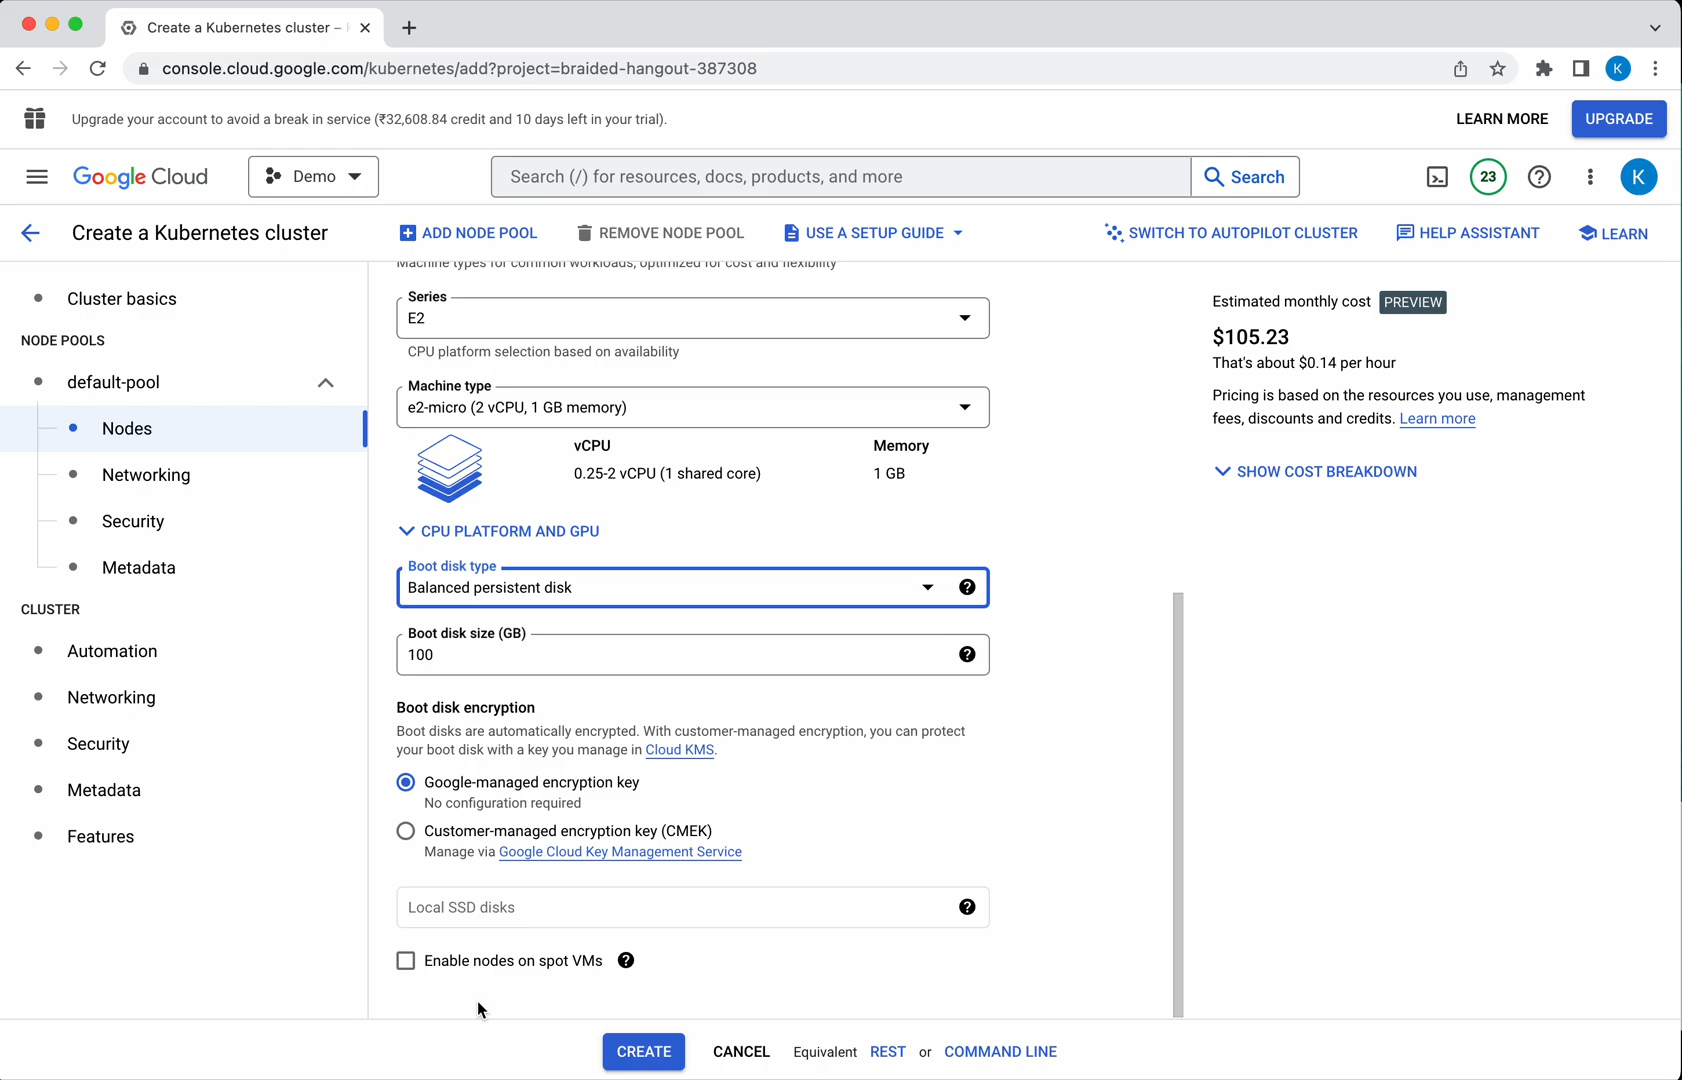 Create a Kubernetes cluster –
console.cloud.google.com/kubernetes/add?project=braided-hangout-387308
K
Upgrade your account to avoid a break in service (₹32,608.84 credit and 10 days left in your trial).
LEARN MORE
UPGRADE
Google Cloud
Demo
Search (/) for resources, docs, products, and more
Search
23
K
Create a Kubernetes cluster
ADD NODE POOL
REMOVE NODE POOL
USE A SETUP GUIDE
SWITCH TO AUTOPILOT CLUSTER
HELP ASSISTANT
LEARN
Cluster basics
NODE POOLS
default-pool
Nodes
Networking
Security
Metadata
CLUSTER
Automation
Networking
Security
Metadata
Features
Machine types for common workloads, optimized for cost and flexibility
Series
E2
CPU platform selection based on availability
Machine type
e2-micro (2 vCPU, 1 GB memory)
vCPU
Memory
0.25-2 vCPU (1 shared core)
1 GB
CPU PLATFORM AND GPU
Boot disk type
Balanced persistent disk
Boot disk size (GB)
100
Boot disk encryption
Boot disks are automatically encrypted. With customer-managed encryption, you can protect
your boot disk with a key you manage in Cloud KMS.
Google-managed encryption key
No configuration required
Customer-managed encryption key (CMEK)
Manage via Google Cloud Key Management Service
Local SSD disks
Enable nodes on spot VMs
Estimated monthly cost PREVIEW
$105.23
That's about $0.14 per hour
Pricing is based on the resources you use, management
fees, discounts and credits. Learn more
SHOW COST BREAKDOWN
CREATE
CANCEL
Equivalent REST or COMMAND LINE